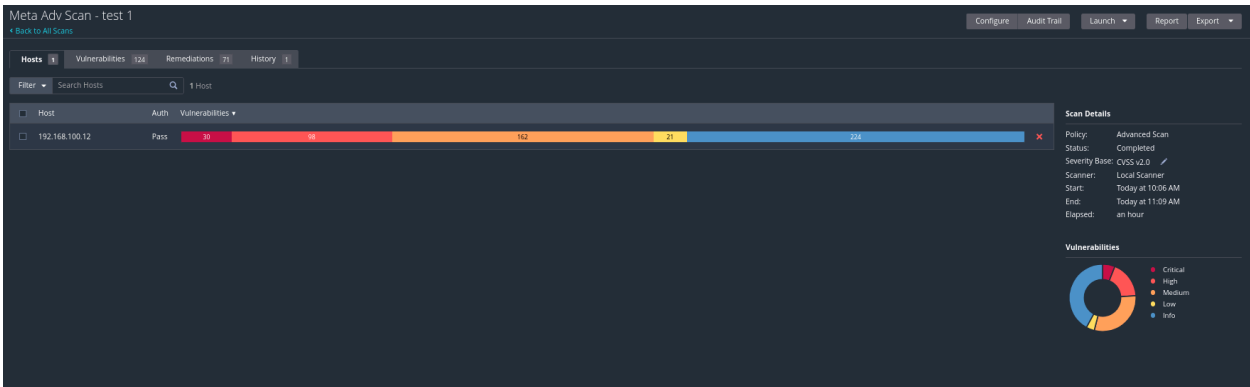 Meta Adv Scan - test 1
Back to All Scans
Configure Audit Trail Launch Report Export
Hosts 1 Vulnerabilities 124 Remediations 71 History 1
Filter Search Hosts 1 Host
Host Auth Vulnerabilities
192.168.100.12 Pass 30 98 162 21 224
Scan Details
Policy: Advanced Scan
Status: Completed
Severity Base: CVSS v2.0
Scanner: Local Scanner
Start: Today at 10:06 AM
End: Today at 11:09 AM
Elapsed: an hour
Vulnerabilities
Critical
High
Medium
Low
Info